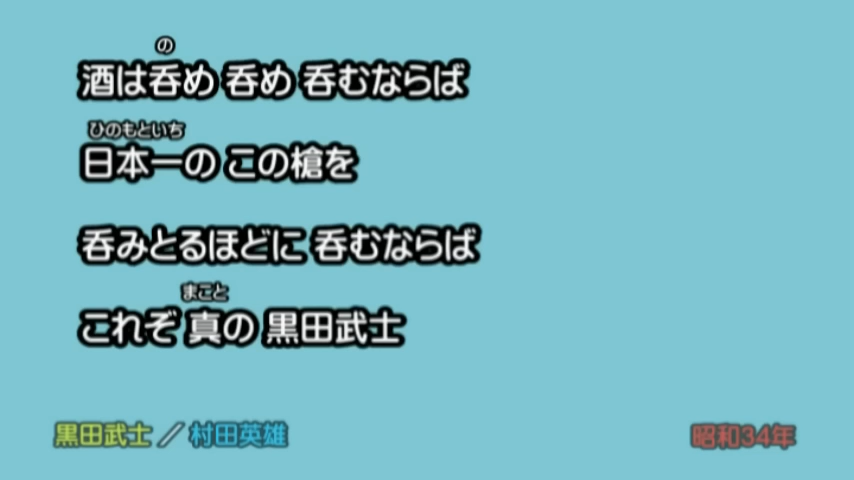 の
酒は呑め 呑め 呑むならば
ひのもといち
日本一の この槍を
呑みとるほどに 呑むならば
まこと
これぞ 真の 黒田武士
黒田武士 ／ 村田英雄
昭和34年